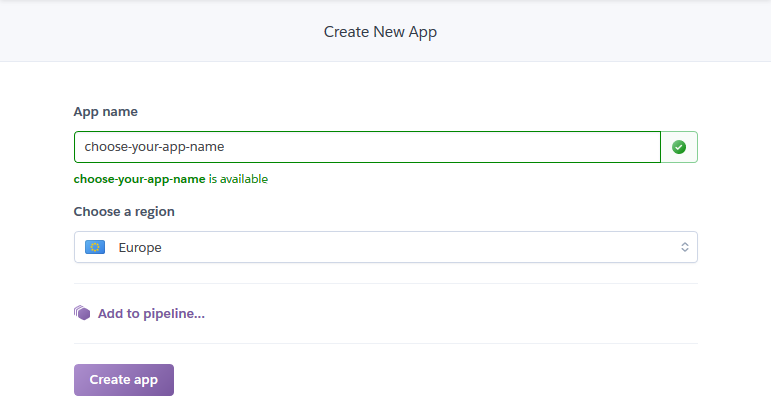 Create New App
App name
choose-your-app-name
choose-your-app-name is available
Choose a region
Europe
Add to pipeline...
Create app